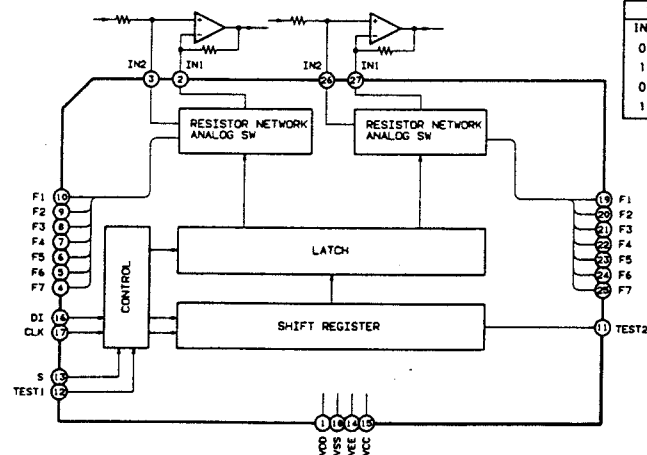 IN
0
1
0
1
IN2 3 2 IN1
IN2 26 27 IN1
RESISTOR NETWORK
ANALOG SW
RESISTOR NETWORK
ANALOG SW
F1 10
F2 9
F3 8
F4 7
F5 6
F6 5
F7 4
19 F1
20 F2
21 F3
22 F4
23 F5
24 F6
25 F7
CONTROL
LATCH
SHIFT REGISTER
DI 16
CLK 17
11 TEST2
S 13
TEST1 12
1 18 14 15
VDD VSS VEE VCC